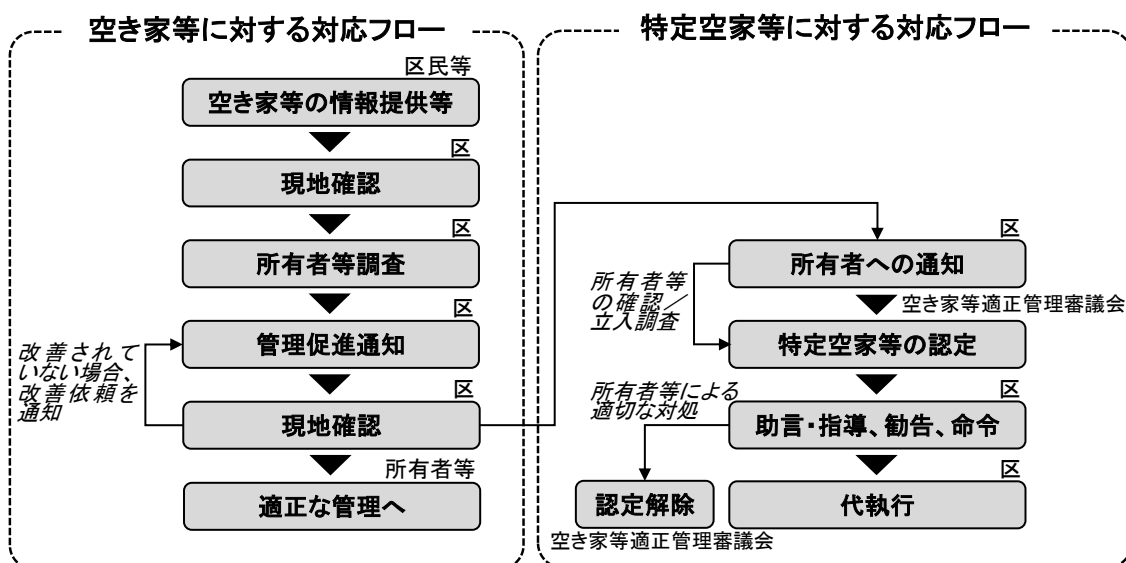 空き家等に対する対応フロー
区民等
空き家等の情報提供等
区
現地確認
区
所有者等調査
区
管理促進通知
改善されて
いない場合、
改善依頼を
通知
区
現地確認
所有者等
適正な管理へ
特定空家等に対する対応フロー
区
所有者への通知
所有者等
の確認／
立入調査
空き家等適正管理審議会
特定空家等の認定
所有者等による
適切な対処
区
助言・指導、勧告、命令
区
認定解除
代執行
空き家等適正管理審議会